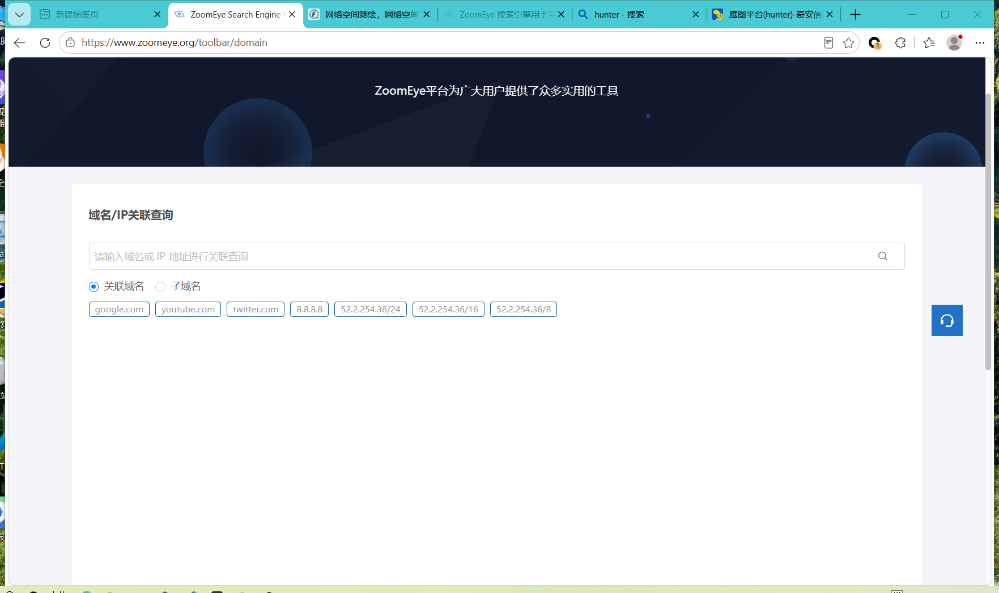 新建标签页
ZoomEye Search Engine f
网络空间测绘，网络空间
ZoomEye 搜索引擎用于互
hunter - 搜索
鹰图平台(hunter)-奇安信
https://www.zoomeye.org/toolbar/domain
1
ZoomEye平台为广大用户提供了众多实用的工具
域名/IP关联查询
请输入域名或 IP 地址进行关联查询
关联域名 子域名
google.com youtube.com twitter.com 8.8.8.8 52.2.254.36/24 52.2.254.36/16 52.2.254.36/8